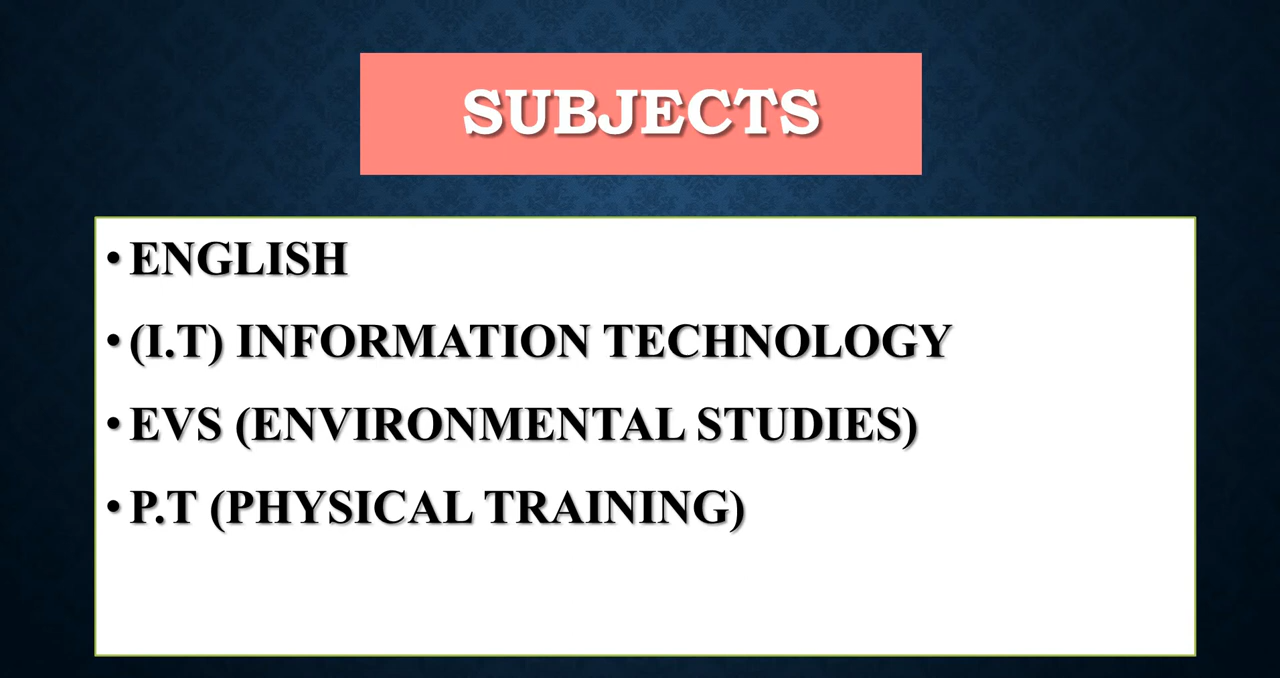 SUBJECTS
• ENGLISH
• (I.T) INFORMATION TECHNOLOGY
• EVS (ENVIRONMENTAL STUDIES)
• P.T (PHYSICAL TRAINING)